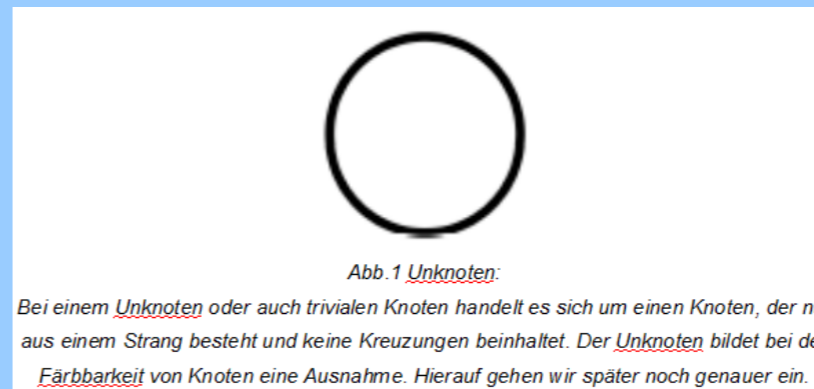 Abb.1 Unknoten:
Bei einem Unknoten oder auch trivialen Knoten handelt es sich um einen Knoten, der
aus einem Strang besteht und keine Kreuzungen beinhaltet. Der Unknoten bildet bei
Färbbarkeit von Knoten eine Ausnahme. Hierauf gehen wir später noch genauer ein.